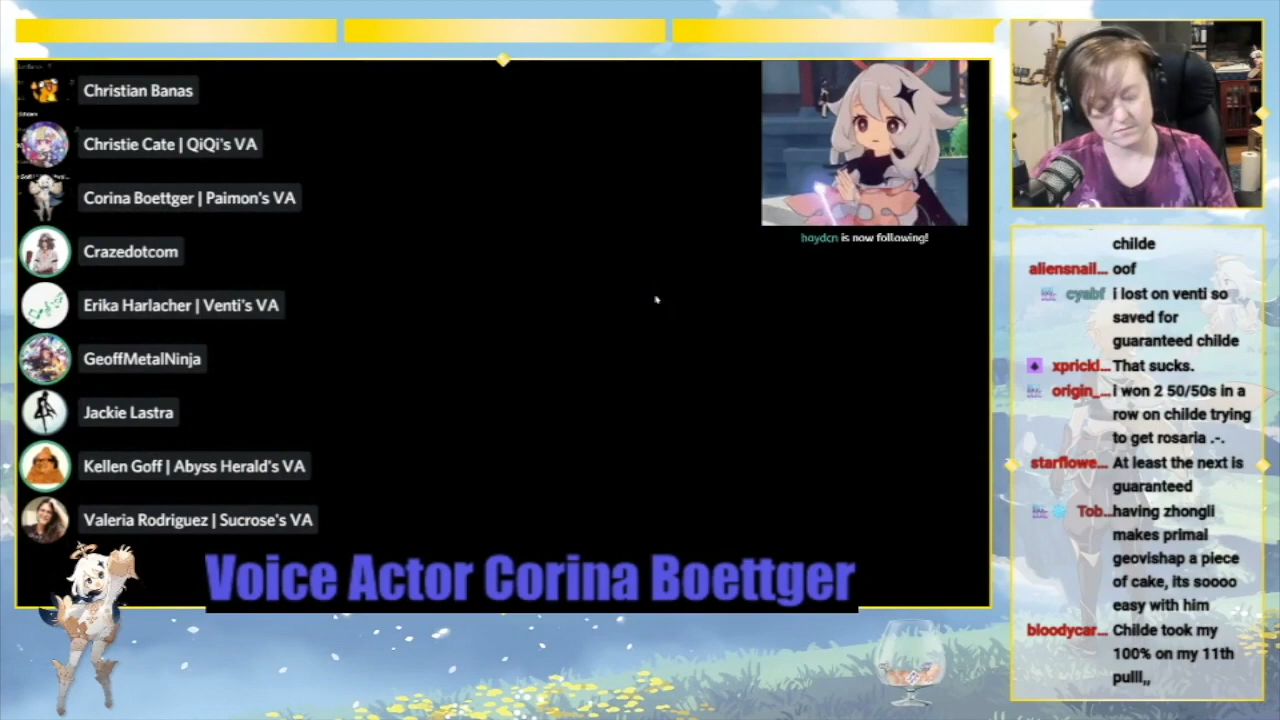 Christian Banas
Christie Cate | QiQi's VA
Corina Boettger | Paimon's VA
Crazedotcom
Erika Harlacher | Venti's VA
GeoffMetalNinja
Jackie Lastra
Kellen Goff | Abyss Herald's VA
Valeria Rodriguez | Sucrose's VA
Voice Actor Corina Boettger
haydcn is now following!
childe
aliensnail... oof
cyabf i lost on venti so
saved for
guaranteed childe
xprickl... That sucks.
origin_... i won 2 50/50s in a
row on childe trying
to get rosaria .-.
starflowe... At least the next is
guaranteed
Tob... having zhongli
makes primal
geovishap a piece
of cake, its soooo
easy with him
bloodycar... Childe took my
100% on my 11th
pulll,,